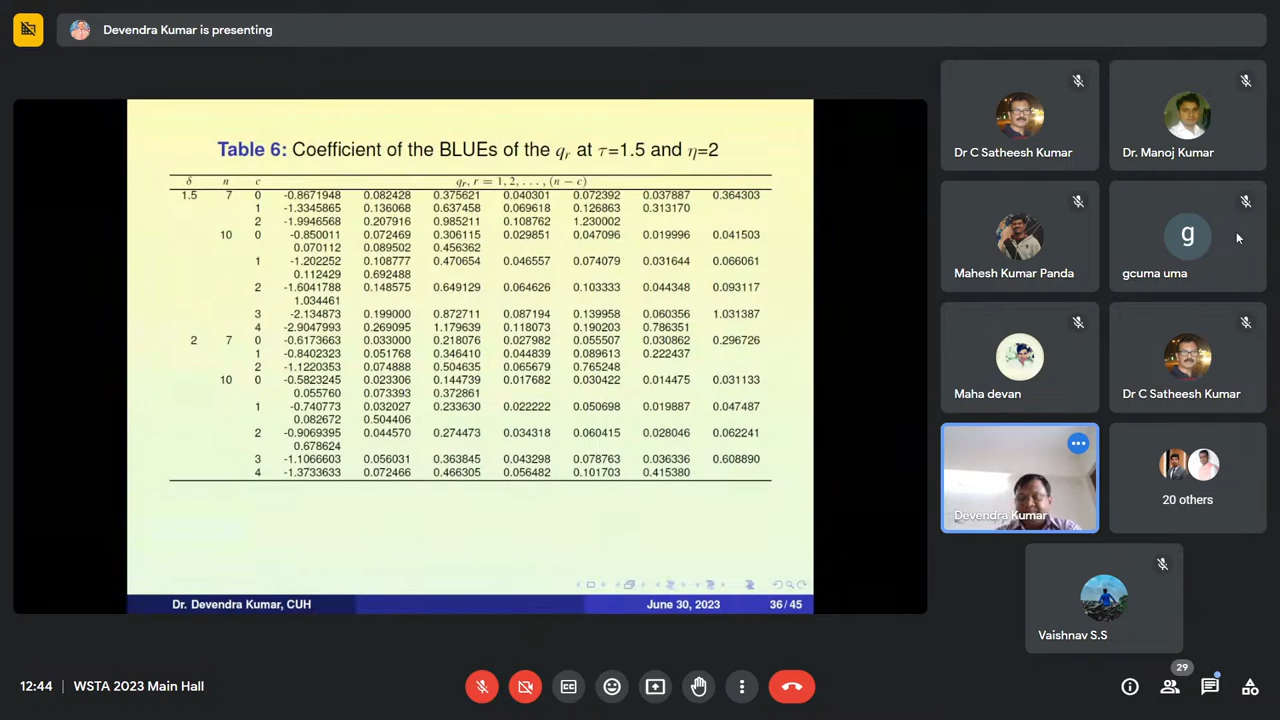 Devendra Kumar is presenting
Table 6: Coefficient of the BLUEs of the qr at τ=1.5 and η=2
δ n c qr, r = 1, 2, . . . , (n − c)
1.5 7 0 -0.8671948 0.082428 0.375621 0.040301 0.072392 0.037887 0.364303
1 -1.3345865 0.136068 0.637458 0.069618 0.126863 0.313170
2 -1.9946568 0.207916 0.985211 0.108762 1.230002
10 0 -0.850011 0.072469 0.306115 0.029851 0.047096 0.019996 0.041503
0.070112 0.089502 0.456362
1 -1.202252 0.108777 0.470654 0.046557 0.074079 0.031644 0.066061
0.112429 0.692488
2 -1.6041788 0.148575 0.649129 0.064626 0.103333 0.044348 0.093117
1.034461
3 -2.134873 0.199000 0.872711 0.087194 0.139958 0.060356 1.031387
4 -2.9047993 0.269095 1.179639 0.118073 0.190203 0.786351
2 7 0 -0.6173663 0.033000 0.218076 0.027982 0.055507 0.030862 0.296726
1 -0.8402323 0.051768 0.346410 0.044839 0.089613 0.222437
2 -1.1220353 0.074888 0.504635 0.065679 0.765248
10 0 -0.5823245 0.023306 0.144739 0.017682 0.030422 0.014475 0.031133
0.055760 0.073393 0.372861
1 -0.740773 0.032027 0.233630 0.022222 0.050698 0.019887 0.047487
0.082672 0.504406
2 -0.9069395 0.044570 0.274473 0.034318 0.060415 0.028046 0.062241
0.678624
3 -1.1066603 0.056031 0.363845 0.043298 0.078763 0.036336 0.608890
4 -1.3733633 0.072466 0.466305 0.056482 0.101703 0.415380
Dr. Devendra Kumar, CUH June 30, 2023 36/45
Dr C Satheesh Kumar
Dr. Manoj Kumar
Mahesh Kumar Panda
g
gcuma uma
Maha devan
Dr C Satheesh Kumar
Devendra Kumar
20 others
Vaishnav S.S
12:44 | WSTA 2023 Main Hall
CC
29